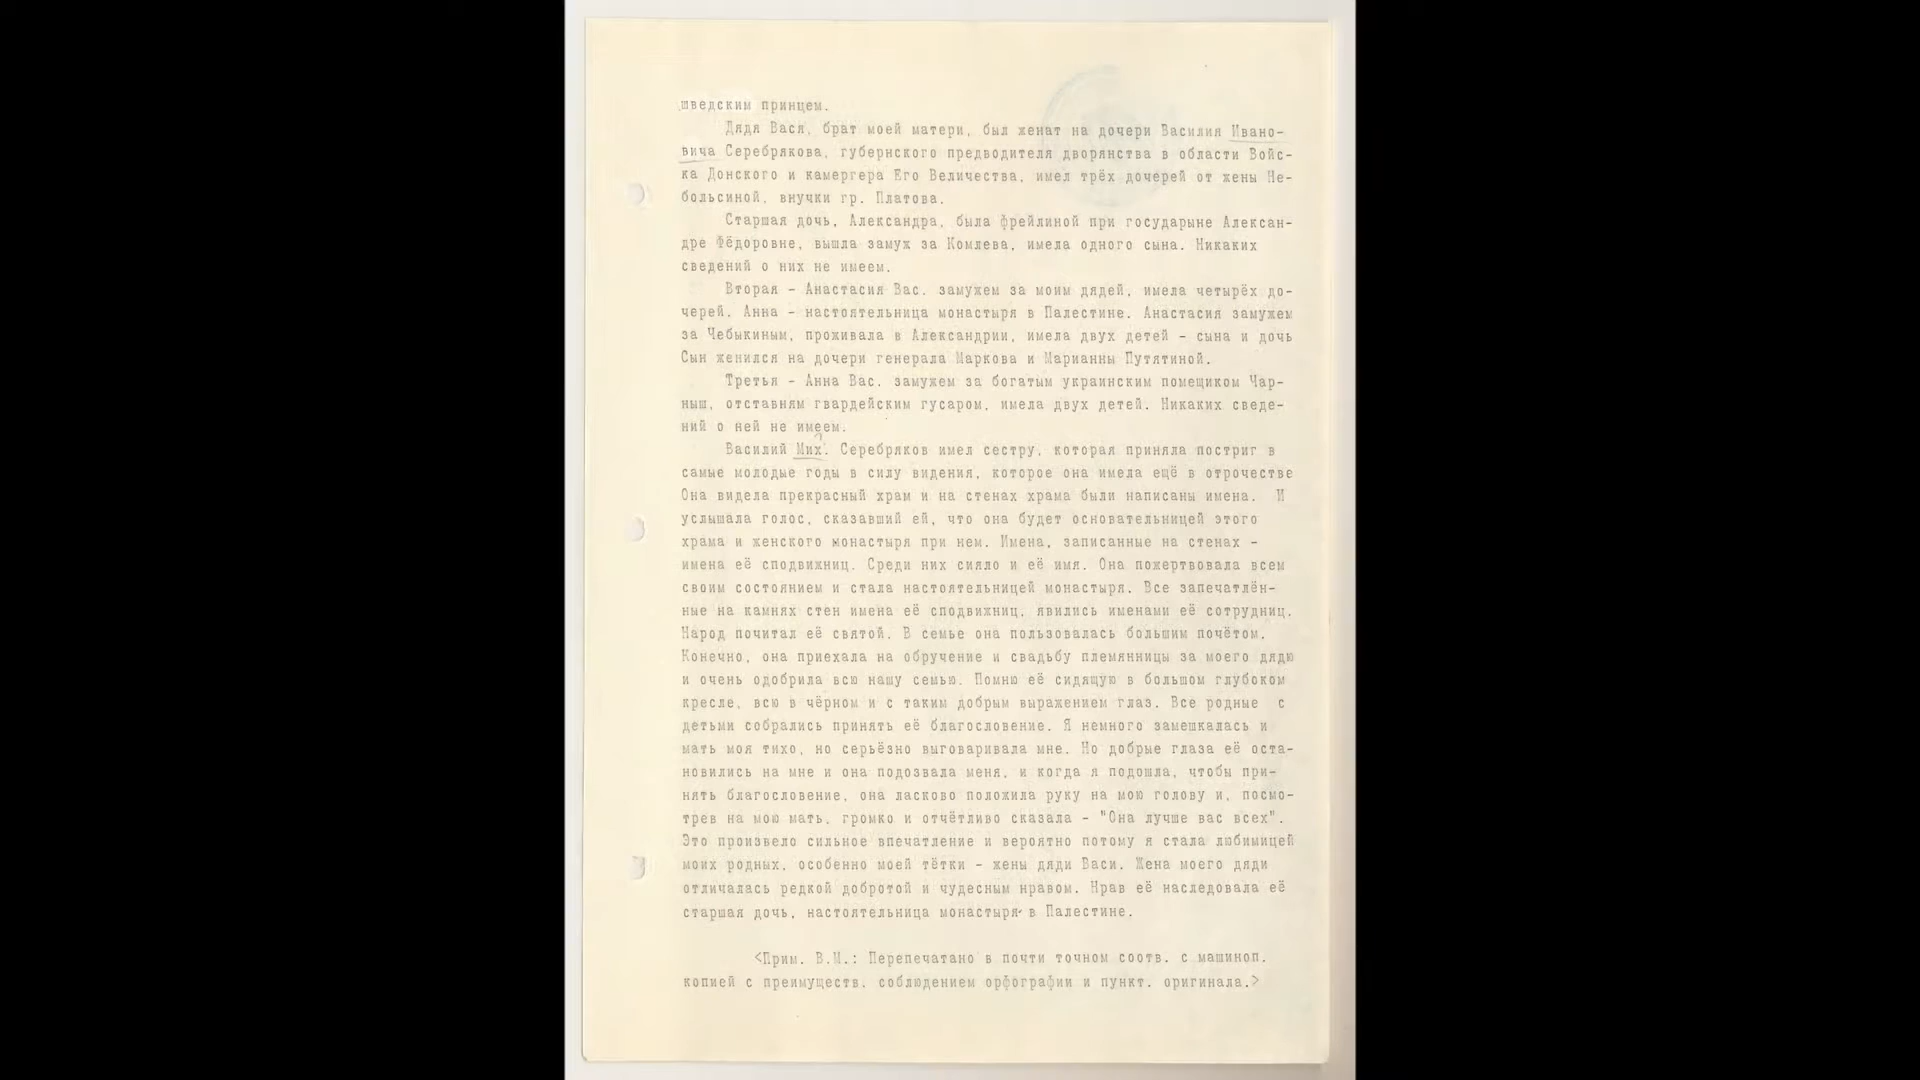 шведским принцем.
Дядя Вася, брат моей матери, был женат на дочери Василия Ивано-
вича Серебрякова, губернского предводителя дворянства в области Войс-
ка Донского и камергера Его Величества, имел трёх дочерей от жены Не-
больсиной, внучки гр. Платова.
Старшая дочь, Александра, была фрейлиной при государыне Александ-
дре Фёдоровне, вышла замуж за Комлева, имела одного сына. Никаких
сведений о них не имеем.
Вторая - Анастасия Вас. замужем за моим дядей, имела четырёх до-
черей. Анна - настоятельница монастыря в Палестине. Анастасия замужем
за Чебыкиным, проживала в Александрии, имела двух детей - сына и дочь
Сын женился на дочери генерала Маркова и Марианны Путятиной.
Третья - Анна Вас. замужем за богатым украинским помещиком Чар-
ныш, отставням гвардейским гусаром, имела двух детей. Никаких сведе-
ний о ней не имеем.
Василий Мих. Серебряков имел сестру, которая приняла постриг в
самые молодые годы в силу видения, которое она имела ещё в отрочестве
Она видела прекрасный храм и на стенах храма были написаны имена. И
услышала голос, сказавший ей, что она будет основательницей этого
храма и женского монастыря при нем. Имена, записанные на стенах -
имена её сподвижниц. Среди них сияло и её имя. Она пожертвовала всем
своим состоянием и стала настоятельницей монастыря. Все запечатлён-
ные на камнях стен имена её сподвижниц, явились именами её сотрудниц.
Народ почитал её святой. В семье она пользовалась большим почётом.
Конечно, она приехала на обручение и свадьбу племянницы за моего дядю
и очень одобрила всю нашу семью. Помню её сидящую в большом глубоком
кресле, всю в чёрном и с таким добрым выражением глаз. Все родные с
детьми собрались принять её благословение. Я немного замешкалась и
мать моя тихо, но серьёзно выговаривала мне. Но добрые глаза её оста-
новились на мне и она подозвала меня, и когда я подошла, чтобы при-
нять благословение, она ласково положила руку на мою голову и, посмо-
трев на мою мать, громко и отчётливо сказала - "Она лучше вас всех".
Это произвело сильное впечатление и вероятно потому я стала любимицей
моих родных, особенно моей тётки - жены дяди Васи. Жена моего дяди
отличалась редкой добротой и чудесным нравом. Нрав её наследовала её
старшая дочь, настоятельница монастыря в Палестине.
<Прим. В.М.: Перепечатано в почти точном соотв. с машиноп.
копией с преимуществ. соблюдением орфографии и пункт. оригинала.>